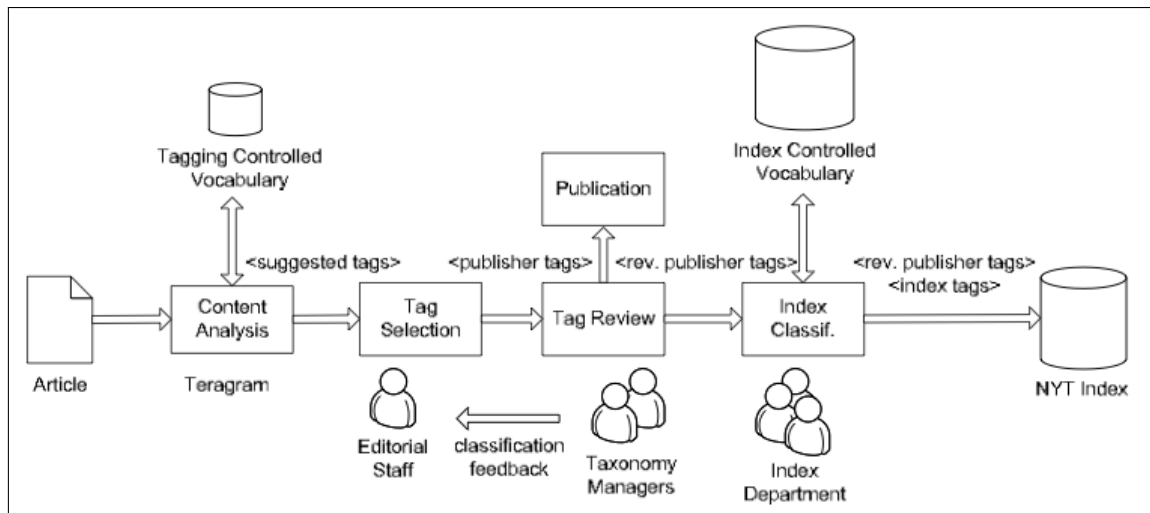 Tagging Controlled
Vocabulary
Index Controlled
Vocabulary
Publication
<suggested tags>
<publisher tags>
<rev. publisher tags>
<rev. publisher tags>
<index tags>
Article
Content
Analysis
Teragram
Tag
Selection
Tag Review
Index
Classif.
NYT Index
Editorial
Staff
classification
feedback
Taxonomy
Managers
Index
Department